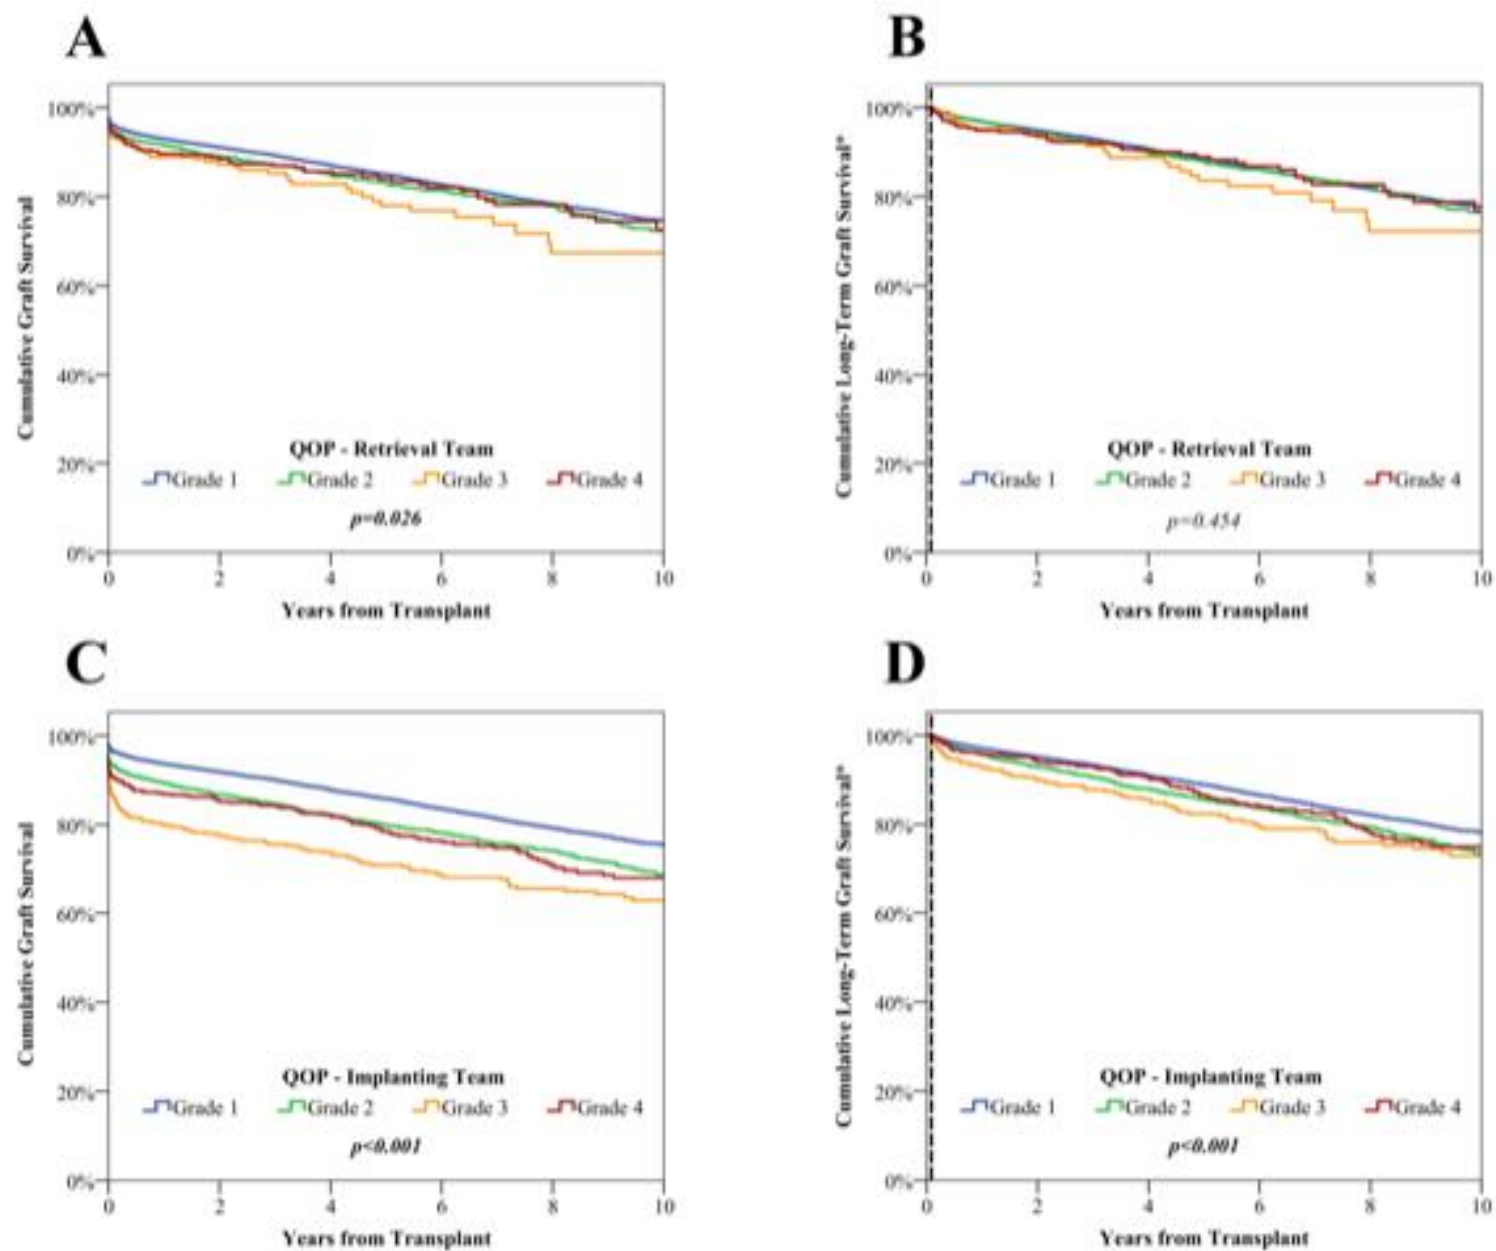 A
100%
80%
60%
40%
20%
0%
Cumulative Graft Survival
QOP - Retrieval Team
Grade 1 Grade 2 Grade 3 Grade 4
p=0.026
0 2 4 6 8 10
Years from Transplant
B
100%
80%
60%
40%
20%
0%
Cumulative Long-Term Graft Survival*
QOP - Retrieval Team
Grade 1 Grade 2 Grade 3 Grade 4
p=0.454
0 2 4 6 8 10
Years from Transplant
C
100%
80%
60%
40%
20%
0%
Cumulative Graft Survival
QOP - Implanting Team
Grade 1 Grade 2 Grade 3 Grade 4
p<0.001
0 2 4 6 8 10
Years from Transplant
D
100%
80%
60%
40%
20%
0%
Cumulative Long-Term Graft Survival*
QOP - Implanting Team
Grade 1 Grade 2 Grade 3 Grade 4
p<0.001
0 2 4 6 8 10
Years from Transplant